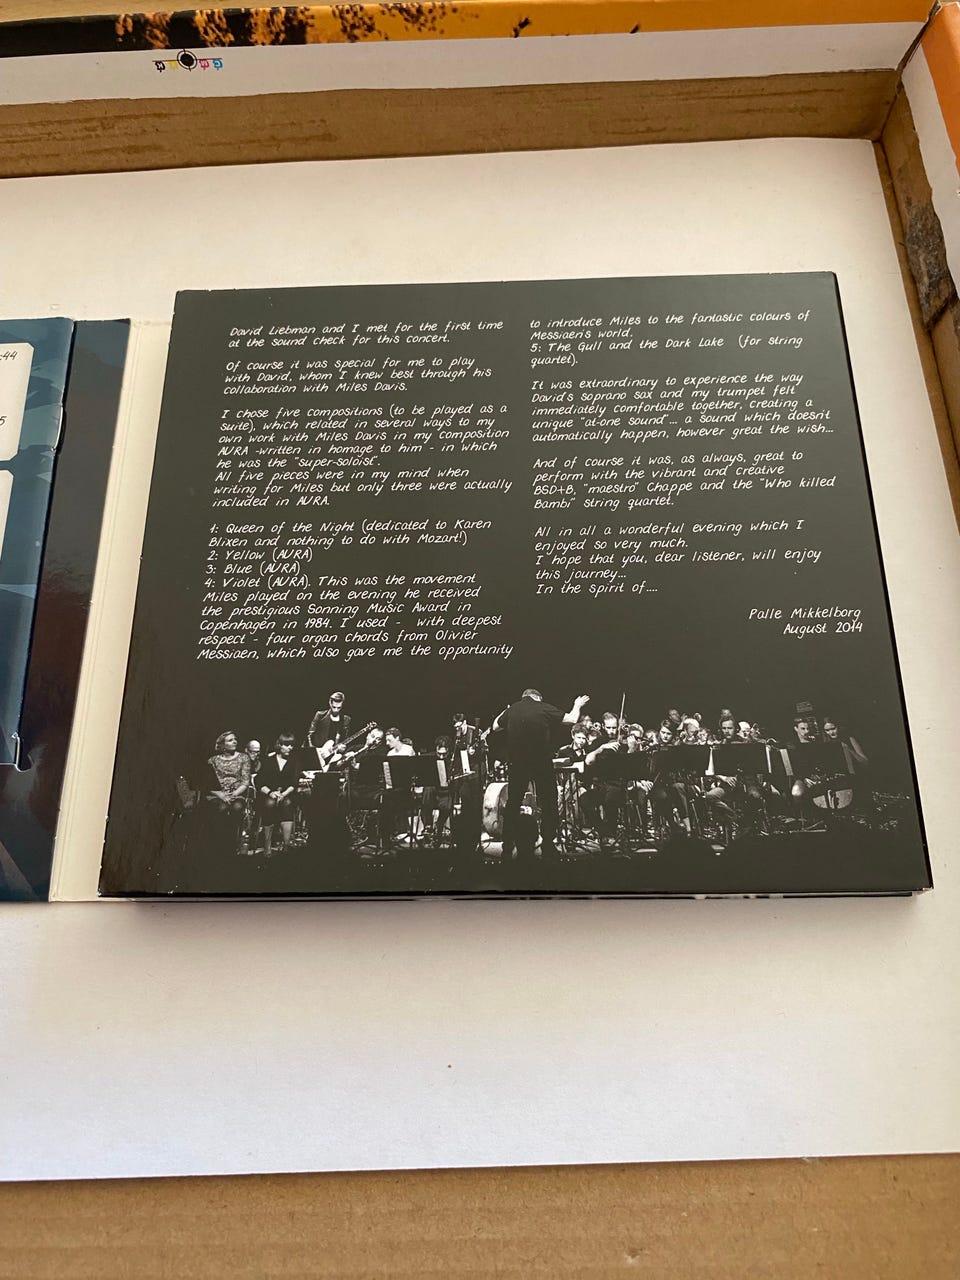 :44
5
David Liebman and I met for the first time
at the sound check for this concert.
Of course it was special for me to play
with David, whom I knew best through his
collaboration with Miles Davis.
I chose five compositions (to be played as a
suite), which related in several ways to my
own work with Miles Davis in my composition
AURA -written in homage to him - in which
he was the "super-soloist".
All five pieces were in my mind when
writing for Miles but only three were actually
included in AURA.
1: Queen of the Night (dedicated to Karen
Blixen and nothing to do with Mozart!)
2: Yellow (AURA)
3: Blue (AURA)
4: Violet (AURA). This was the movement
Miles played on the evening he received
the prestigious Sonning Music Award in
Copenhagen in 1984. I used - with deepest
respect - four organ chords from Olivier
Messiaen, which also gave me the opportunity
to introduce Miles to the fantastic colours of
Messiaen's world.
5: The Gull and the Dark Lake (for string
quartet).
It was extraordinary to experience the way
David's soprano sax and my trumpet felt
immediately comfortable together, creating a
unique "at-one sound"... a sound which doesn't
automatically happen, however great the wish...
And of course it was, as always, great to
perform with the vibrant and creative
BSD+B, "maestro" Chappe and the "Who killed
Bambi" string quartet.
All in all a wonderful evening which I
enjoyed so very much.
I hope that you, dear listener, will enjoy
this journey...
In the spirit of....
Palle Mikkelborg
August 2014